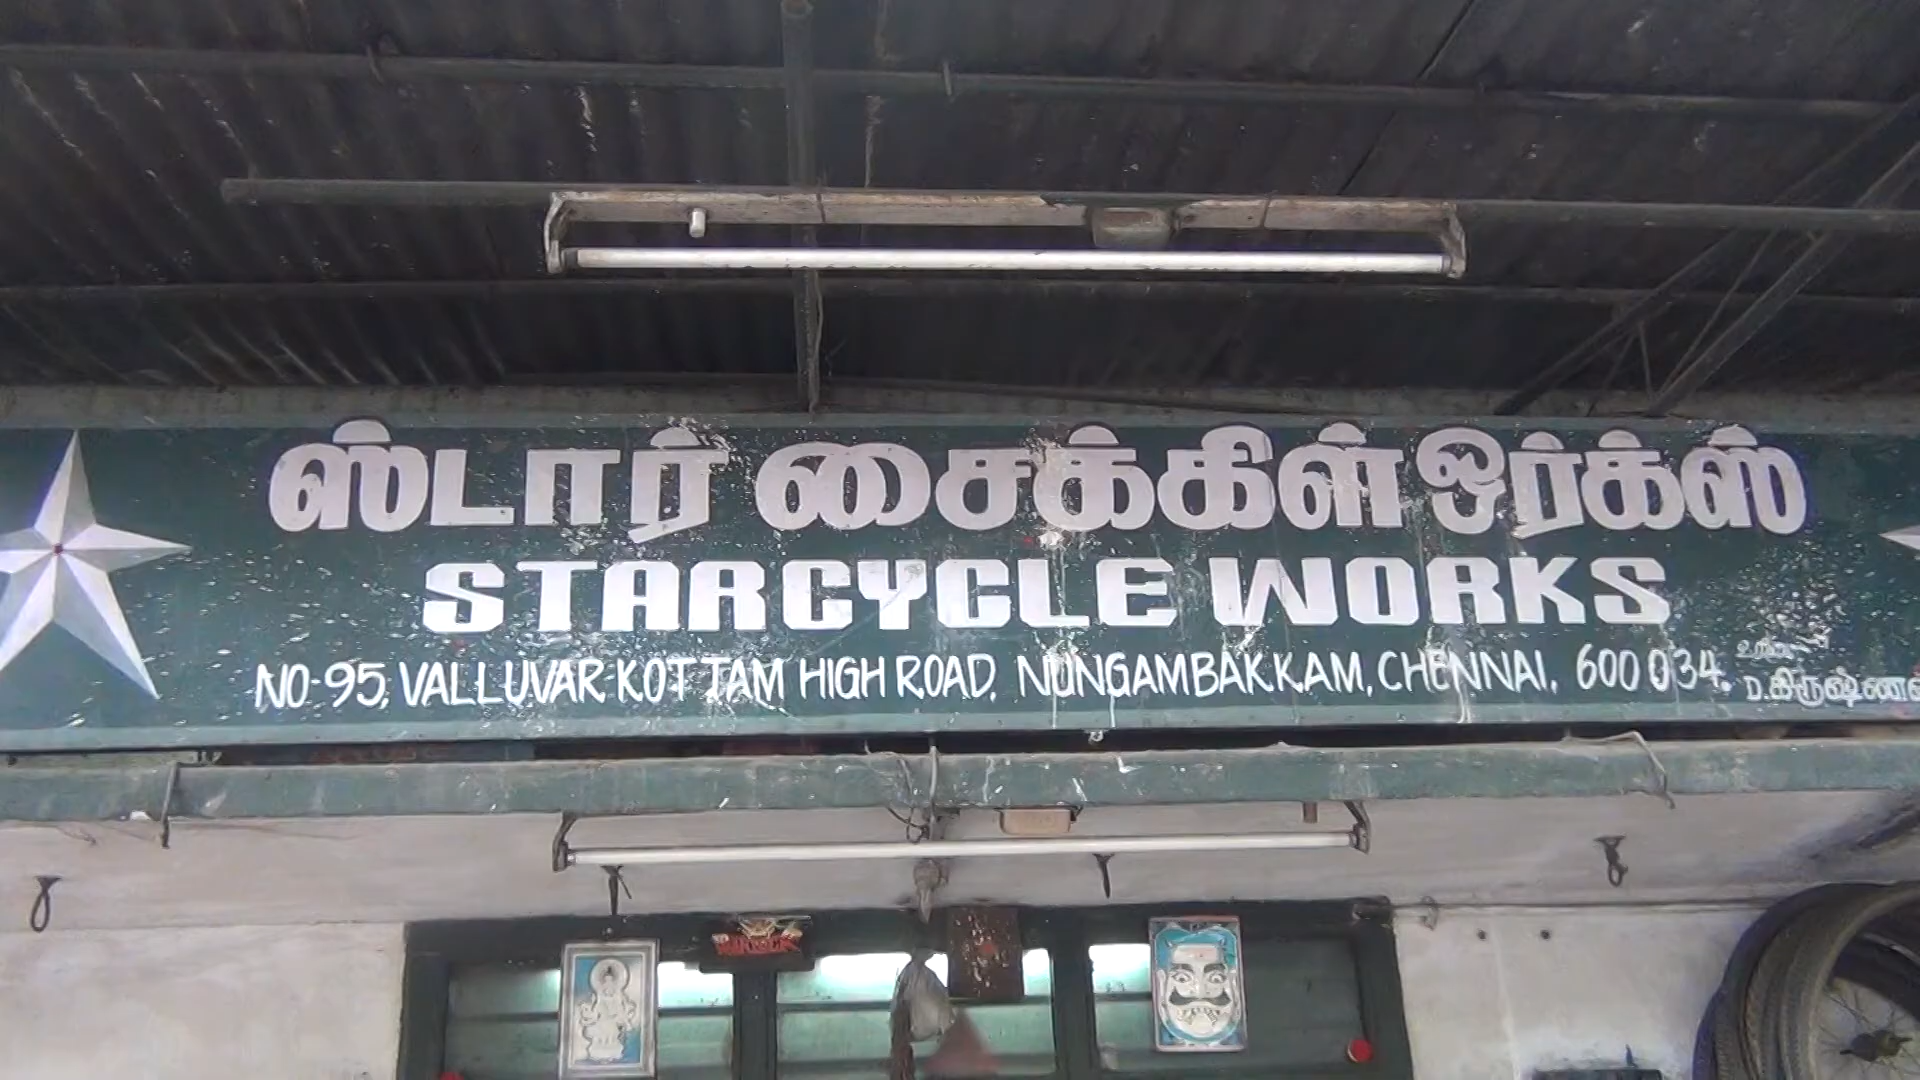 ஸ்டார் சைக்கிள் ஒர்க்ஸ்
STARCYCLE WORKS
NO-95, VALLUVAR KOTTAM HIGH ROAD, NUNGAMBAKKAM, CHENNAI. 600 034.